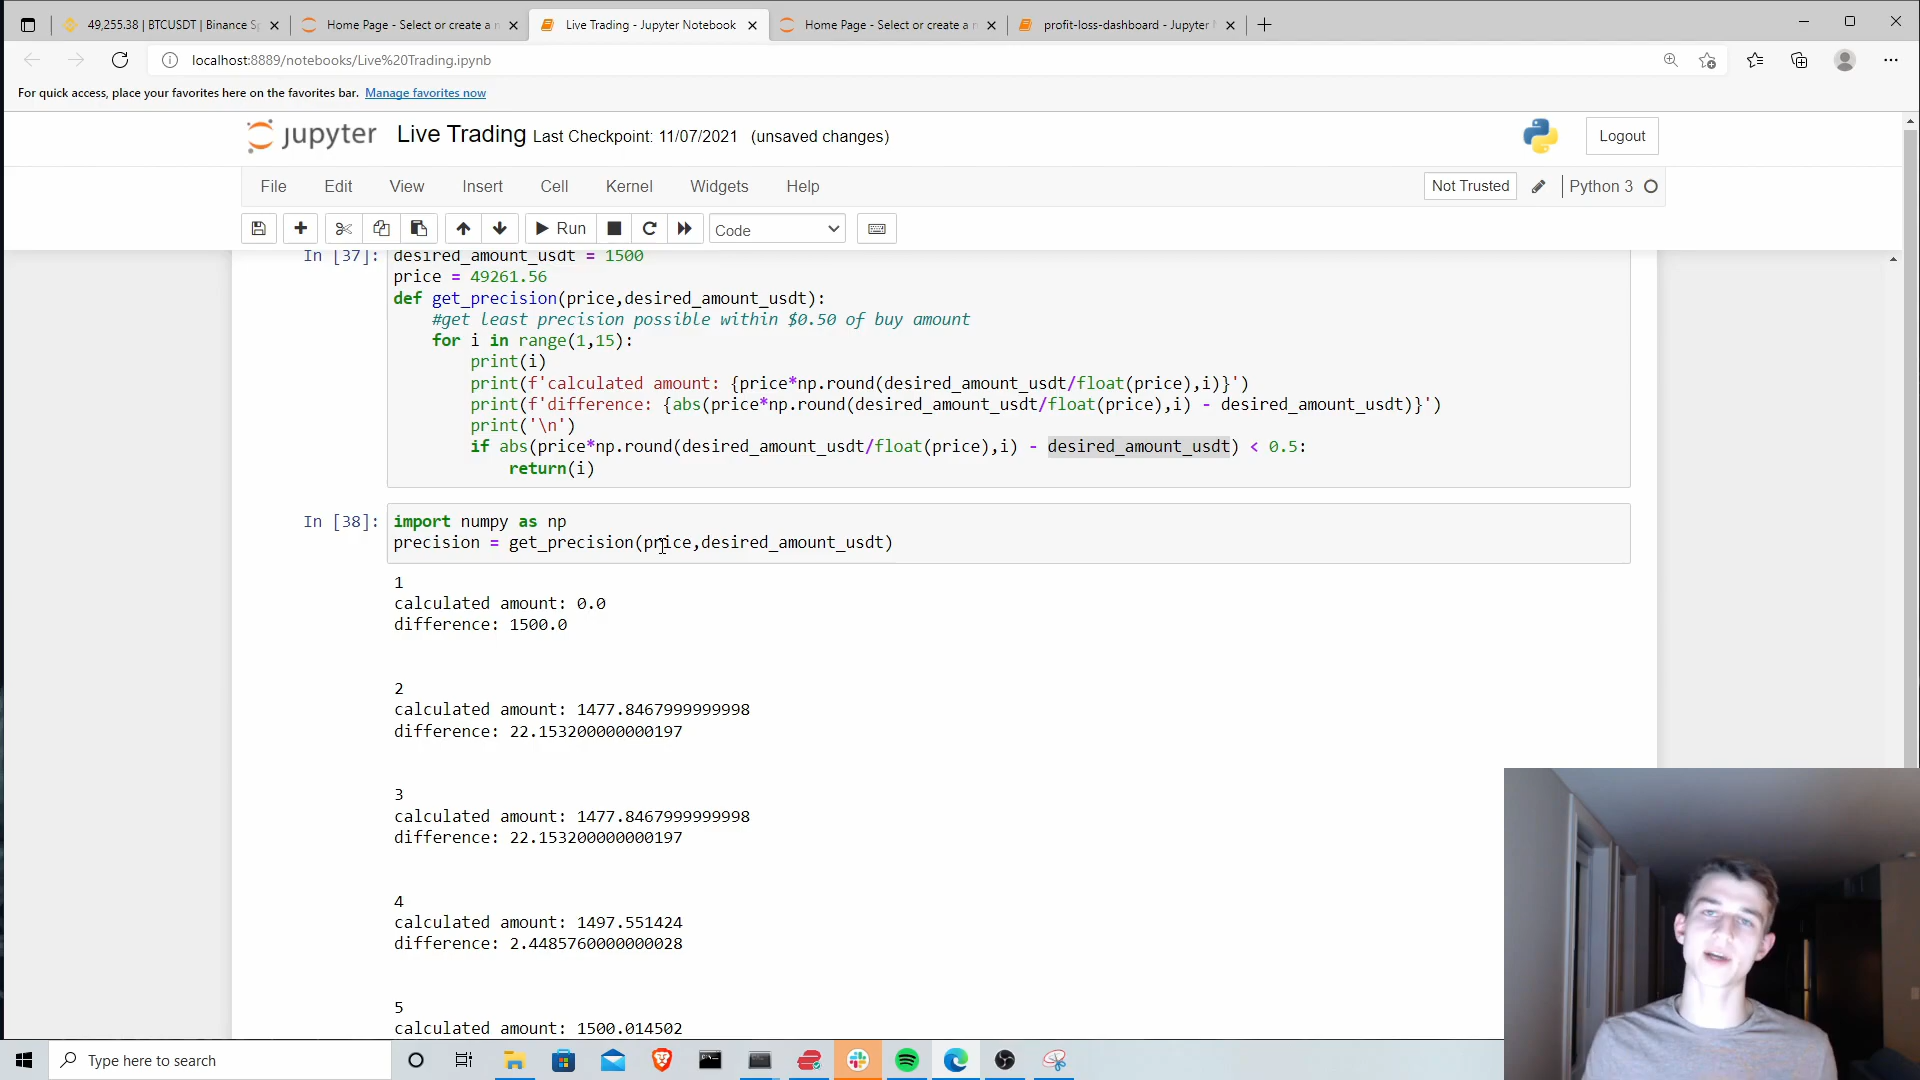 49,255.38 | BTCUSDT | Binance Sp
Home Page - Select or create a n
Live Trading - Jupyter Notebook
Home Page - Select or create a n
profit-loss-dashboard - Jupyter N
localhost:8889/notebooks/Live%20Trading.ipynb
For quick access, place your favorites here on the favorites bar. Manage favorites now
jupyter Live Trading Last Checkpoint: 11/07/2021 (unsaved changes)
Logout
File Edit View Insert Cell Kernel Widgets Help
Not Trusted
Python 3
Run
Code
In [37]: desired_amount_usdt = 1500
price = 49261.56
def get_precision(price,desired_amount_usdt):
#get least precision possible within $0.50 of buy amount
for i in range(1,15):
print(i)
print(f'calculated amount: {price*np.round(desired_amount_usdt/float(price),i)}')
print(f'difference: {abs(price*np.round(desired_amount_usdt/float(price),i) - desired_amount_usdt)}')
print('\n')
if abs(price*np.round(desired_amount_usdt/float(price),i) - desired_amount_usdt) < 0.5:
return(i)
In [38]: import numpy as np
precision = get_precision(price,desired_amount_usdt)
1
calculated amount: 0.0
difference: 1500.0
2
calculated amount: 1477.8467999999998
difference: 22.153200000000197
3
calculated amount: 1477.8467999999998
difference: 22.153200000000197
4
calculated amount: 1497.551424
difference: 2.4485760000000028
5
calculated amount: 1500.014502
Type here to search